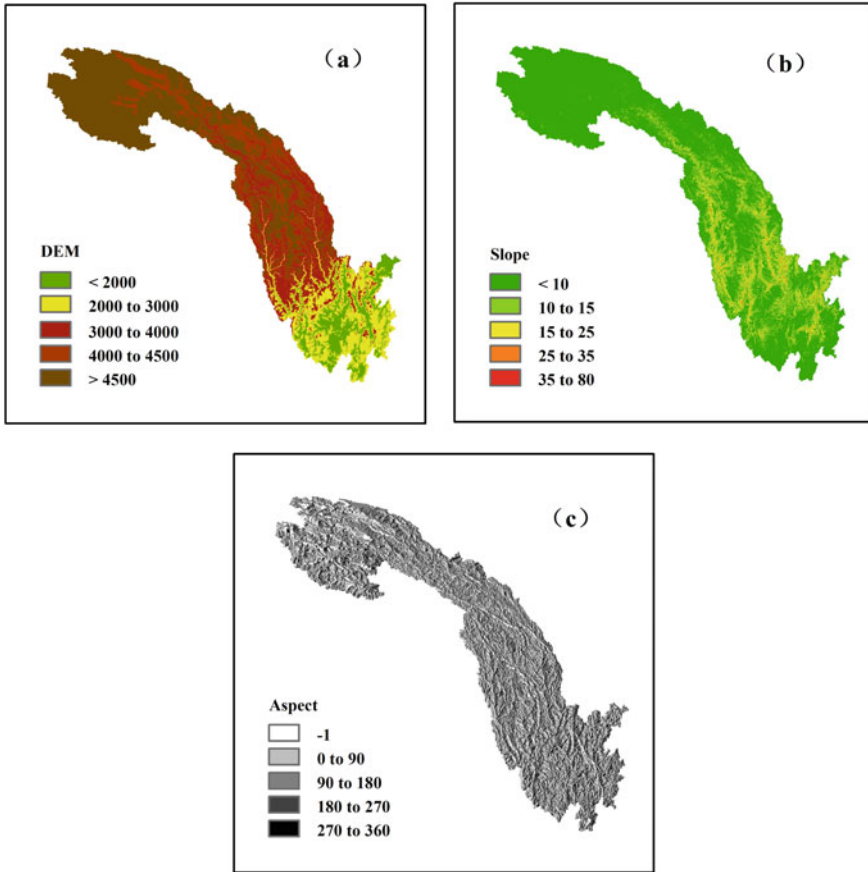 （a）
DEM
< 2000
2000 to 3000
3000 to 4000
4000 to 4500
> 4500
（b）
Slope
< 10
10 to 15
15 to 25
25 to 35
35 to 80
（c）
Aspect
-1
0 to 90
90 to 180
180 to 270
270 to 360